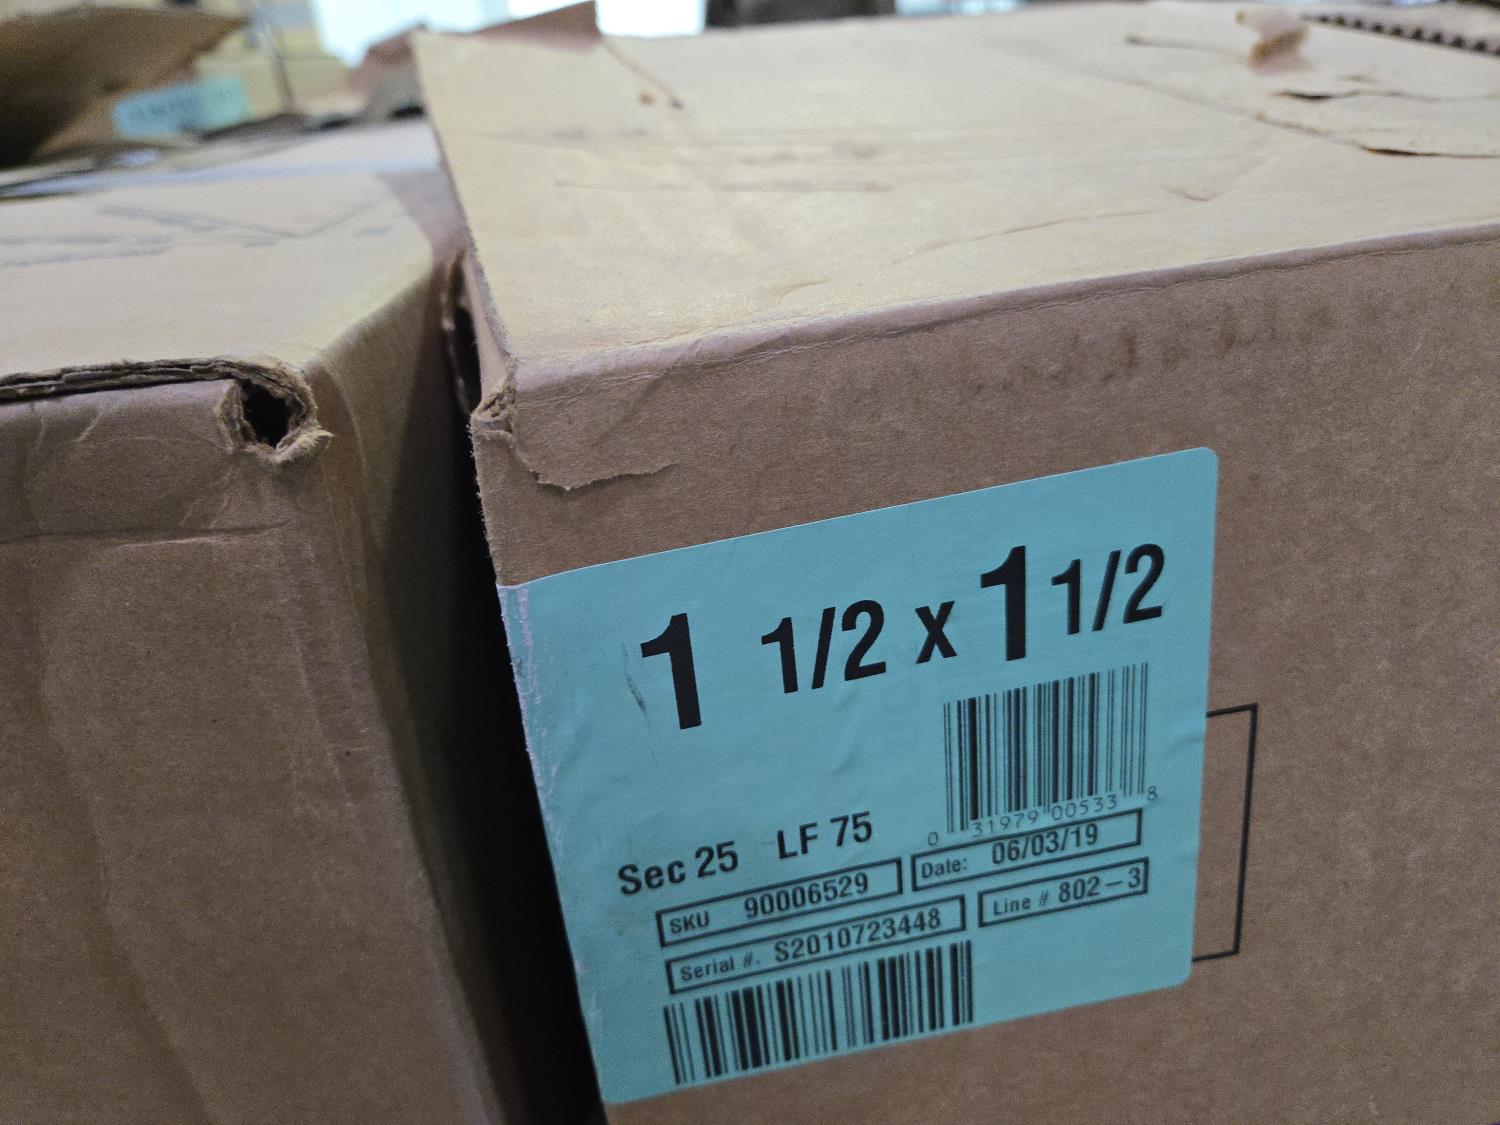 1 1/2 x 1 1/2
0 31979 00533 8
Sec 25 LF 75
SKU 90006529
Date: 06/03/19
Serial #. S2010723448
Line # 802-3